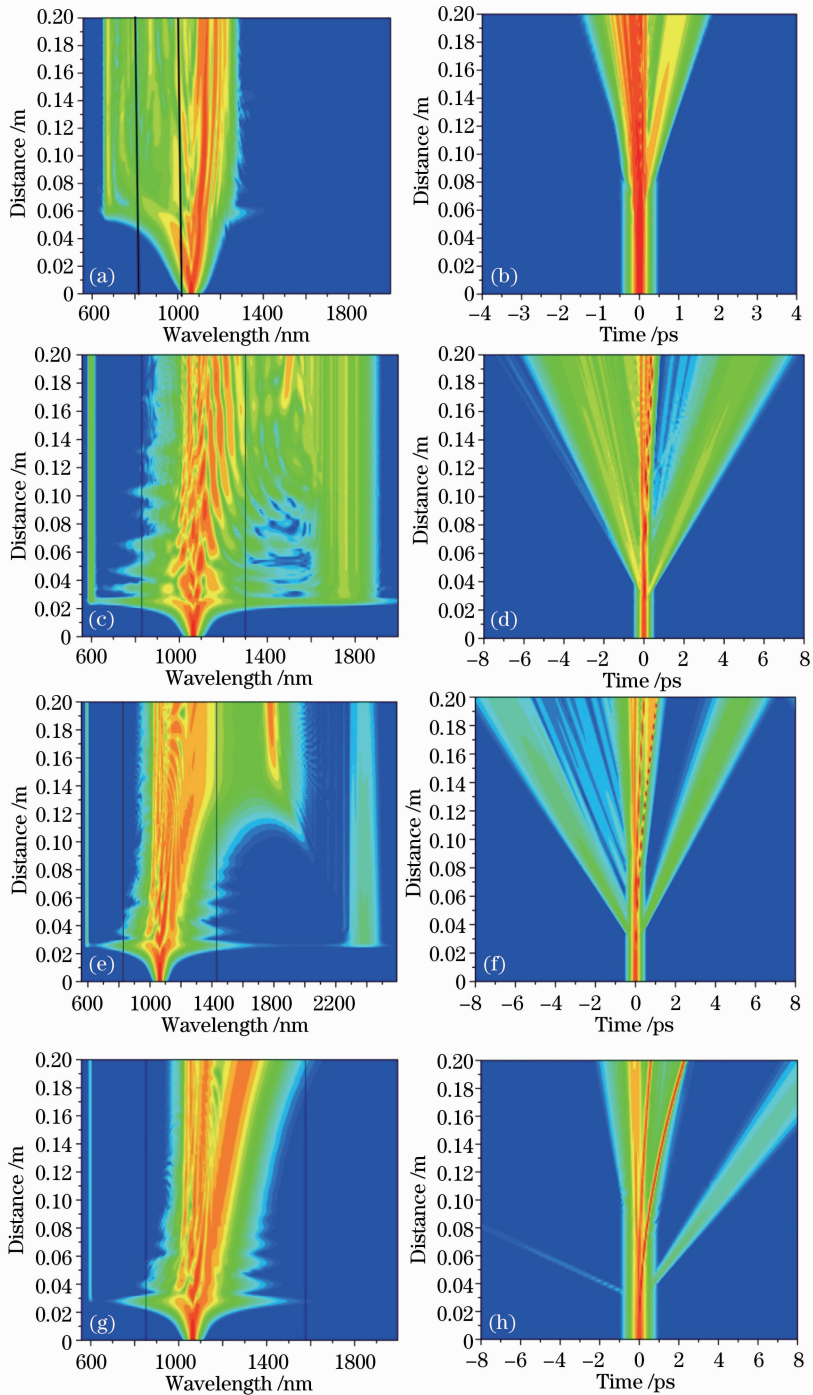 0.20
0.18
0.16
0.14
0.12
0.10
0.08
0.06
0.04
0.02
0
Distance /m
(a)
600 1000 1400 1800
Wavelength /nm
0.20
0.18
0.16
0.14
0.12
0.10
0.08
0.06
0.04
0.02
0
Distance /m
(b)
−4 −3 −2 −1 0 1 2 3 4
Time /ps
0.20
0.18
0.16
0.14
0.12
0.10
0.08
0.06
0.04
0.02
0
Distance /m
(c)
600 1000 1400 1800
Wavelength /nm
0.20
0.18
0.16
0.14
0.12
0.10
0.08
0.06
0.04
0.02
0
Distance /m
(d)
−8 −6 −4 −2 0 2 4 6 8
Time /ps
0.20
0.18
0.16
0.14
0.12
0.10
0.08
0.06
0.04
0.02
0
Distance /m
(e)
600 1000 1400 1800 2200
Wavelength /nm
0.20
0.18
0.16
0.14
0.12
0.10
0.08
0.06
0.04
0.02
0
Distance /m
(f)
−8 −6 −4 −2 0 2 4 6 8
Time /ps
0.20
0.18
0.16
0.14
0.12
0.10
0.08
0.06
0.04
0.02
0
Distance /m
(g)
600 1000 1400 1800
Wavelength /nm
0.20
0.18
0.16
0.14
0.12
0.10
0.08
0.06
0.04
0.02
0
Distance /m
(h)
−8 −6 −4 −2 0 2 4 6 8
Time /ps